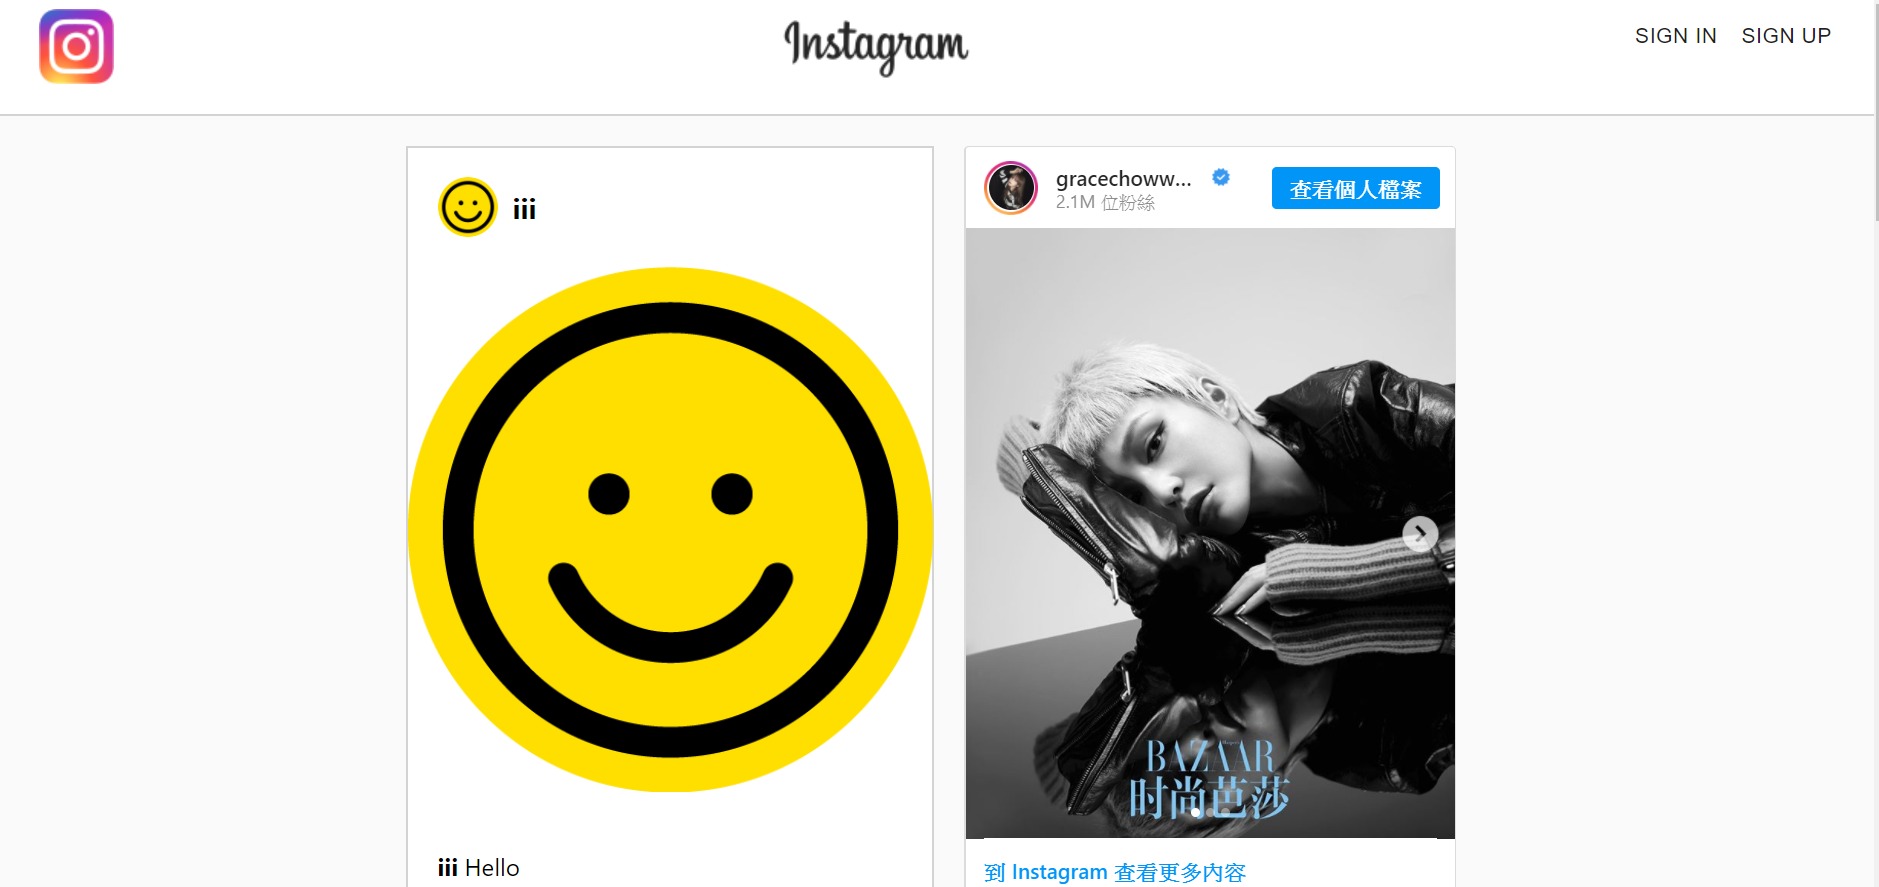 Instagram
SIGN IN SIGN UP
iii
iii Hello
gracechoww...
2.1M 位粉絲
查看個人檔案
BAZAAR
时尚芭莎
到 Instagram 查看更多內容